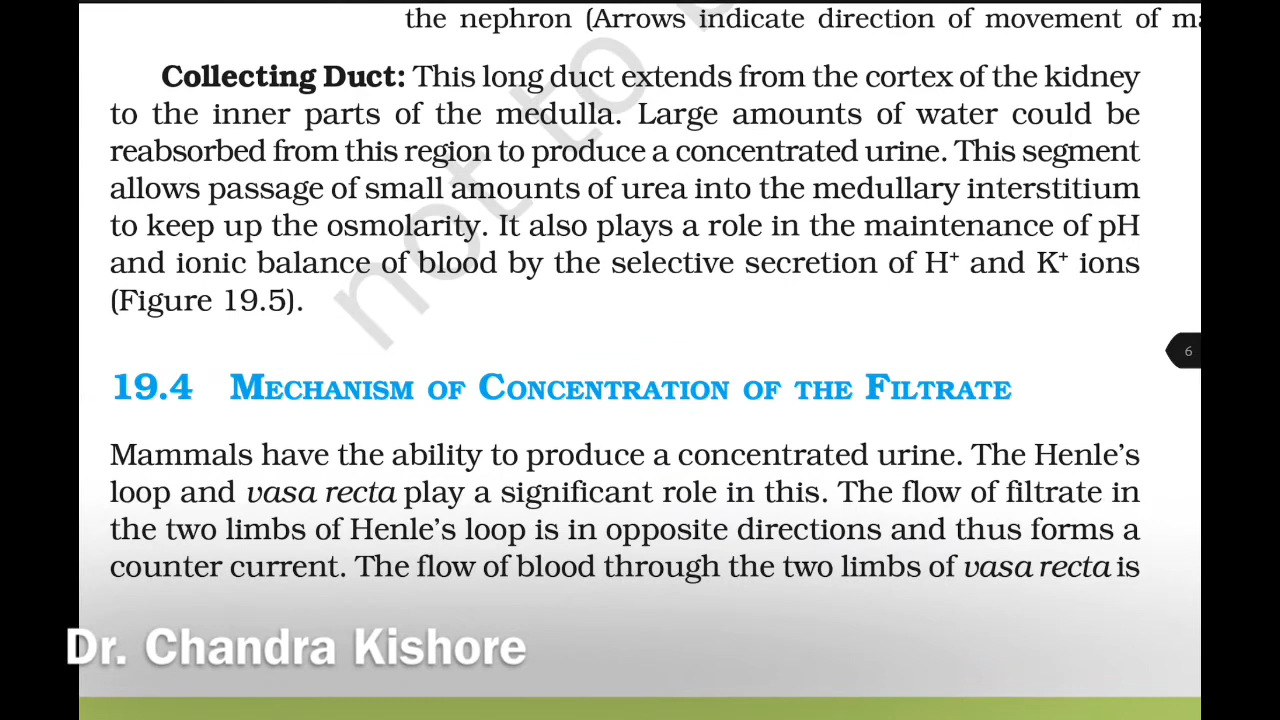 the nephron (Arrows indicate direction of movement of
Collecting Duct: This long duct extends from the cortex of the kidney
to the inner parts of the medulla. Large amounts of water could be
reabsorbed from this region to produce a concentrated urine. This segment
allows passage of small amounts of urea into the medullary interstitium
to keep up the osmolarity. It also plays a role in the maintenance of pH
and ionic balance of blood by the selective secretion of H⁺ and K⁺ ions
(Figure 19.5).
6
19.4 MECHANISM OF CONCENTRATION OF THE FILTRATE
Mammals have the ability to produce a concentrated urine. The Henle’s
loop and vasa recta play a significant role in this. The flow of filtrate in
the two limbs of Henle’s loop is in opposite directions and thus forms a
counter current. The flow of blood through the two limbs of vasa recta is
Dr. Chandra Kishore
not to